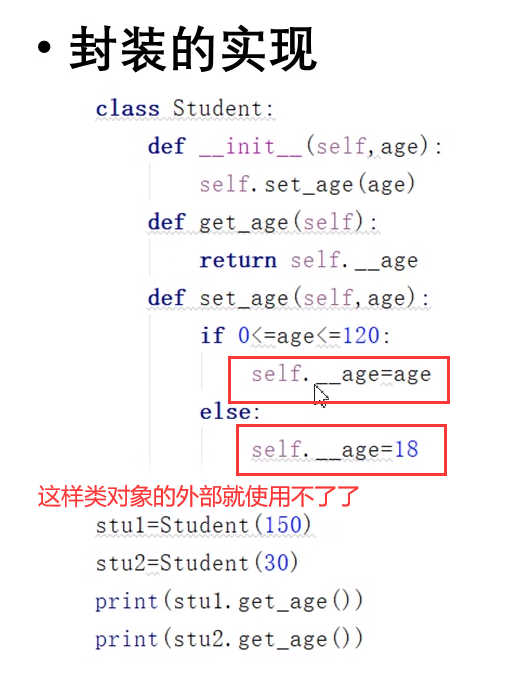 • 封装的实现
class Student:
def __init__(self,age):
self.set_age(age)
def get_age(self):
return self.__age
def set_age(self,age):
if 0<=age<=120:
self.__age=age
else:
self.__age=18
这样类对象的外部就使用不了了
stu1=Student(150)
stu2=Student(30)
print(stu1.get_age())
print(stu2.get_age())